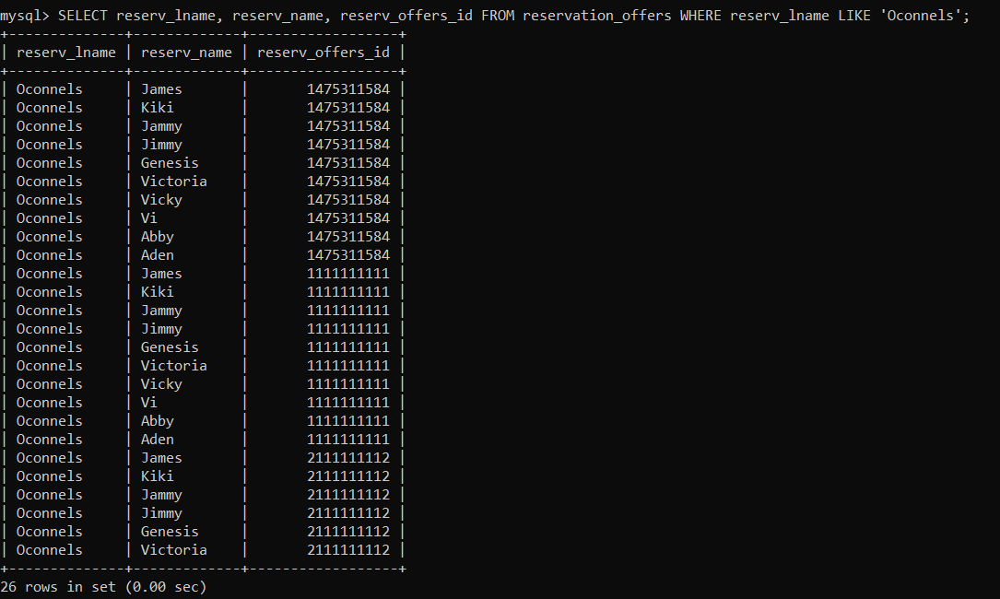 mysql> SELECT reserv_lname, reserv_name, reserv_offers_id FROM reservation_offers WHERE reserv_lname LIKE 'Oconnels';
+--------------+-------------+------------------+
| reserv_lname | reserv_name | reserv_offers_id |
+--------------+-------------+------------------+
| Oconnels     | James       |       1475311584 |
| Oconnels     | Kiki        |       1475311584 |
| Oconnels     | Jammy       |       1475311584 |
| Oconnels     | Jimmy       |       1475311584 |
| Oconnels     | Genesis     |       1475311584 |
| Oconnels     | Victoria    |       1475311584 |
| Oconnels     | Vicky       |       1475311584 |
| Oconnels     | Vi          |       1475311584 |
| Oconnels     | Abby        |       1475311584 |
| Oconnels     | Aden        |       1475311584 |
| Oconnels     | James       |       1111111111 |
| Oconnels     | Kiki        |       1111111111 |
| Oconnels     | Jammy       |       1111111111 |
| Oconnels     | Jimmy       |       1111111111 |
| Oconnels     | Genesis     |       1111111111 |
| Oconnels     | Victoria    |       1111111111 |
| Oconnels     | Vicky       |       1111111111 |
| Oconnels     | Vi          |       1111111111 |
| Oconnels     | Abby        |       1111111111 |
| Oconnels     | Aden        |       1111111111 |
| Oconnels     | James       |       2111111112 |
| Oconnels     | Kiki        |       2111111112 |
| Oconnels     | Jammy       |       2111111112 |
| Oconnels     | Jimmy       |       2111111112 |
| Oconnels     | Genesis     |       2111111112 |
| Oconnels     | Victoria    |       2111111112 |
+--------------+-------------+------------------+
26 rows in set (0.00 sec)